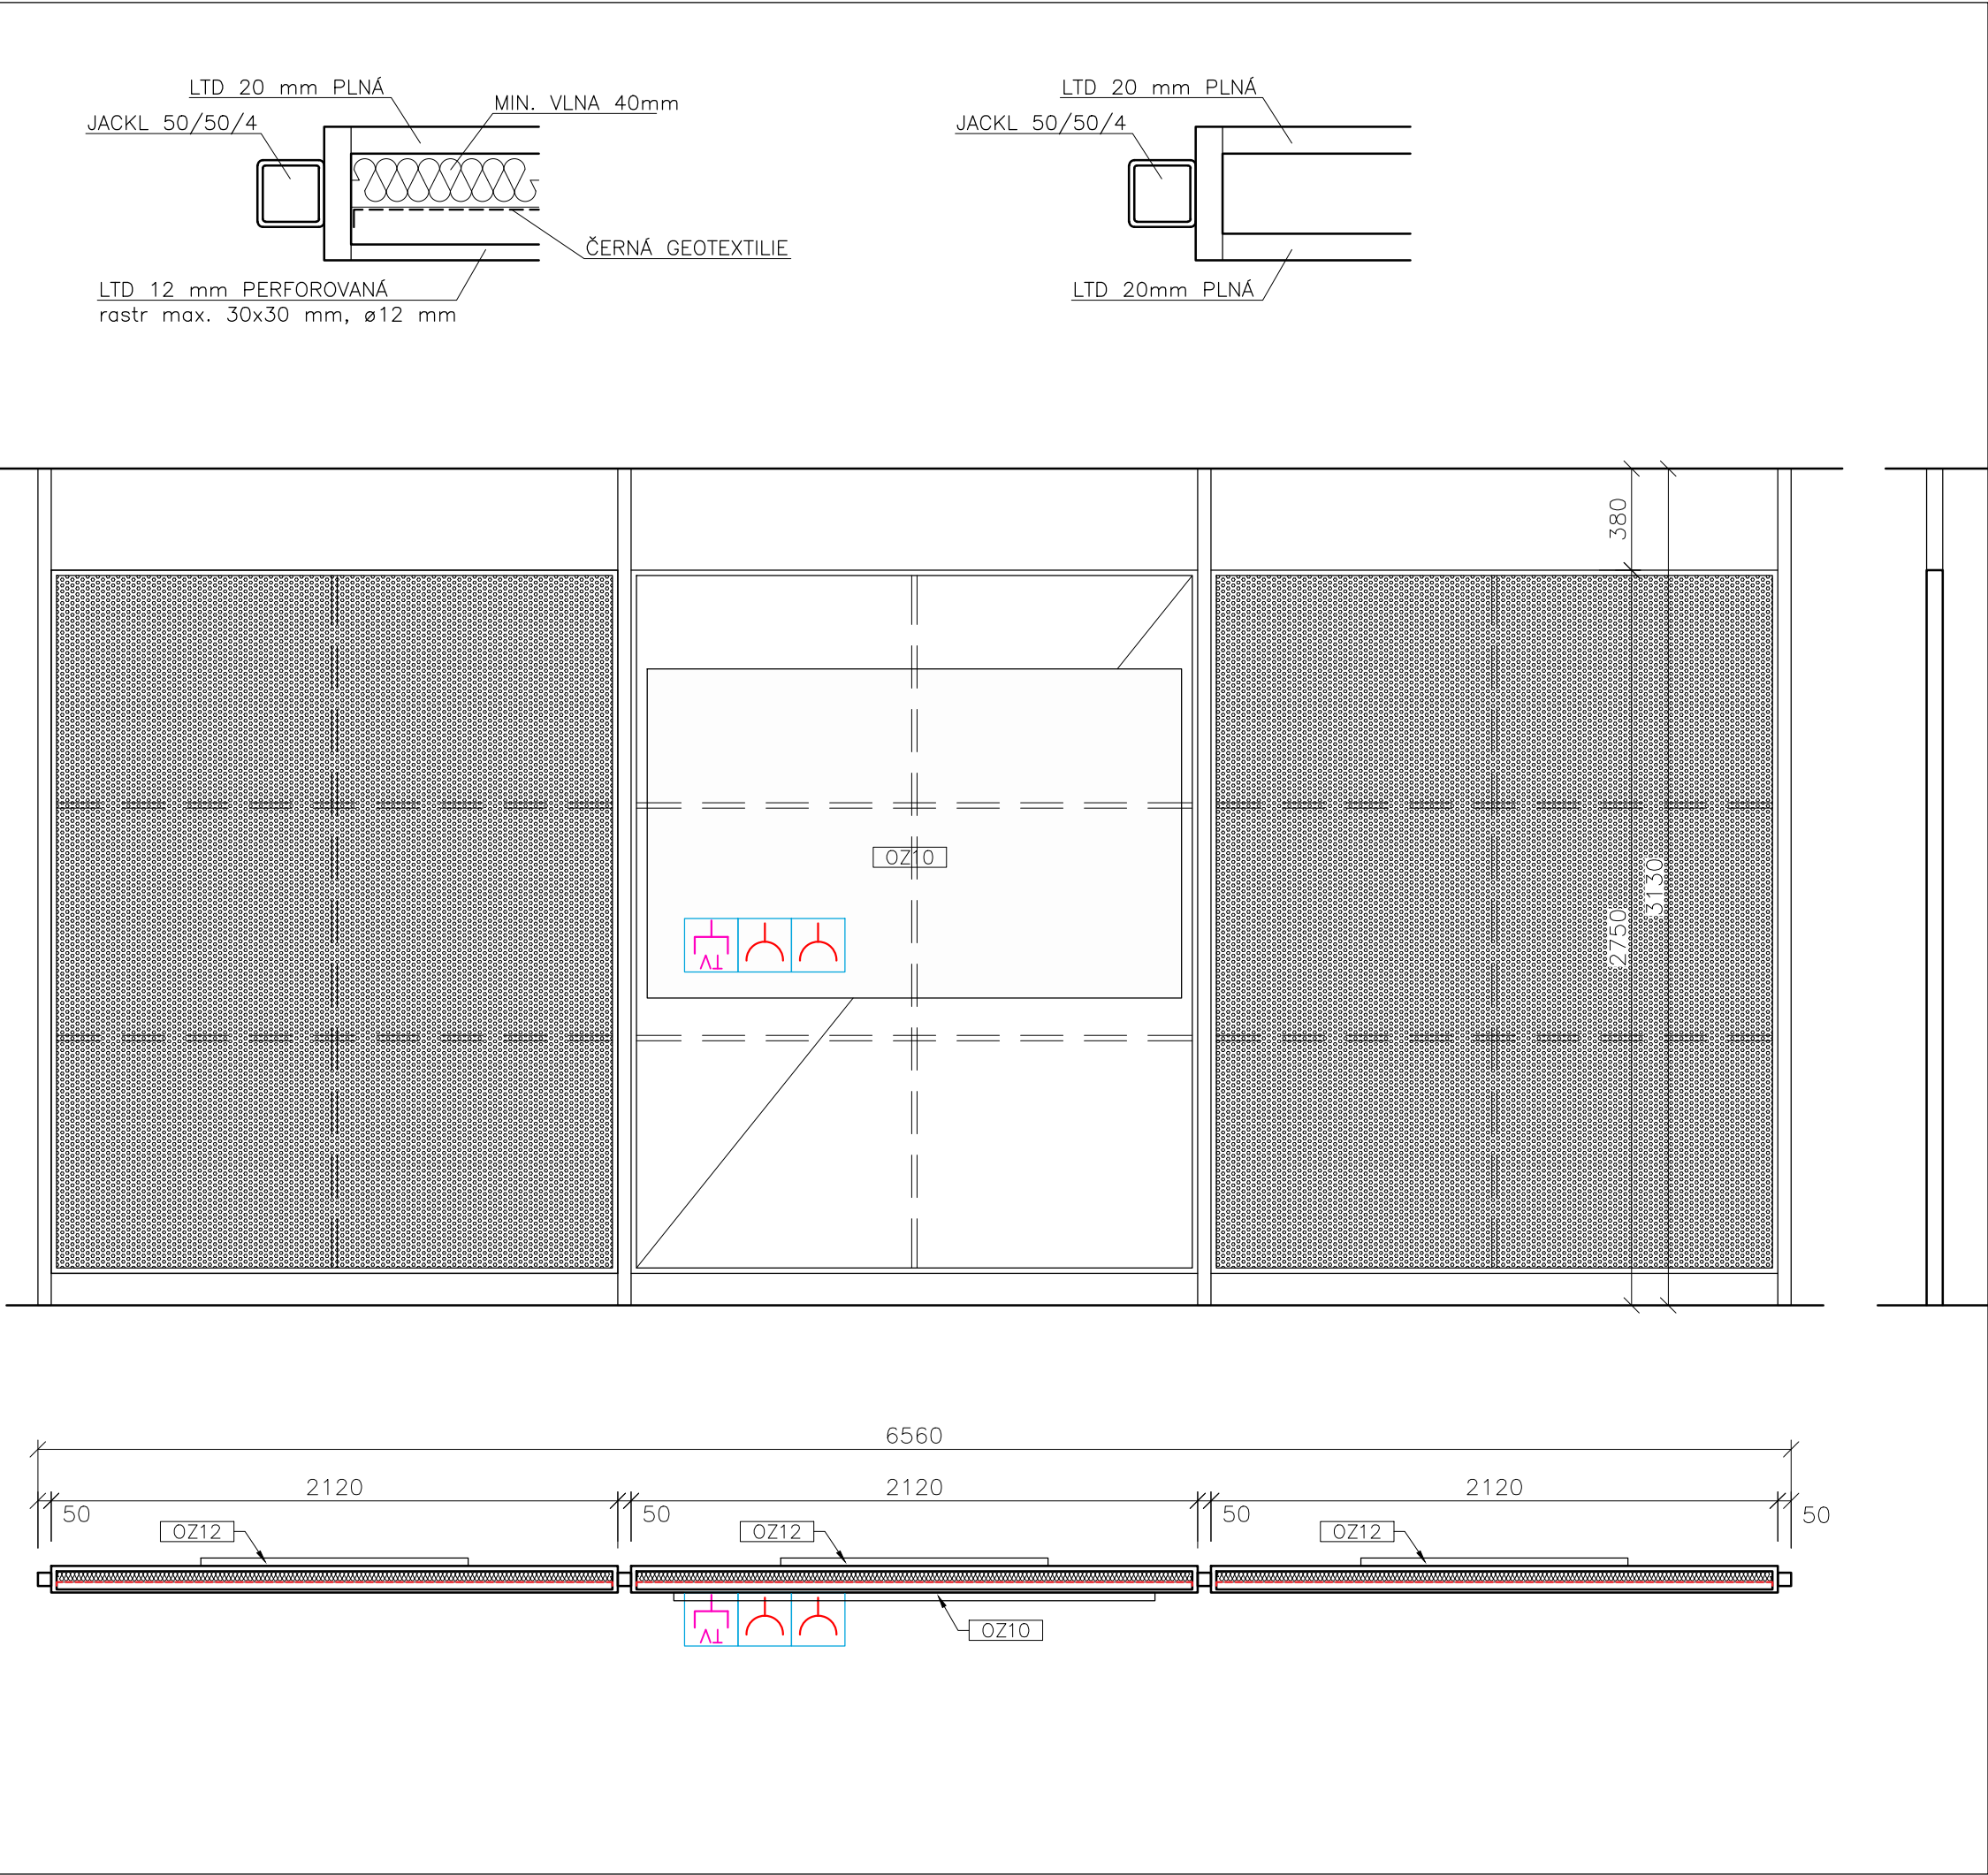 LTD 20 mm PLNÁ
MIN. VLNA 40mm
JACKL 50/50/4
ČERNÁ GEOTEXTILIE
LTD 12 mm PERFOROVANÁ
rastr max. 30x30 mm, ø12 mm
LTD 20 mm PLNÁ
JACKL 50/50/4
LTD 20mm PLNÁ
380
2750
3130
OZ10
TV
6560
2120
2120
2120
50
50
50
50
OZ12
OZ12
OZ12
TV
OZ10